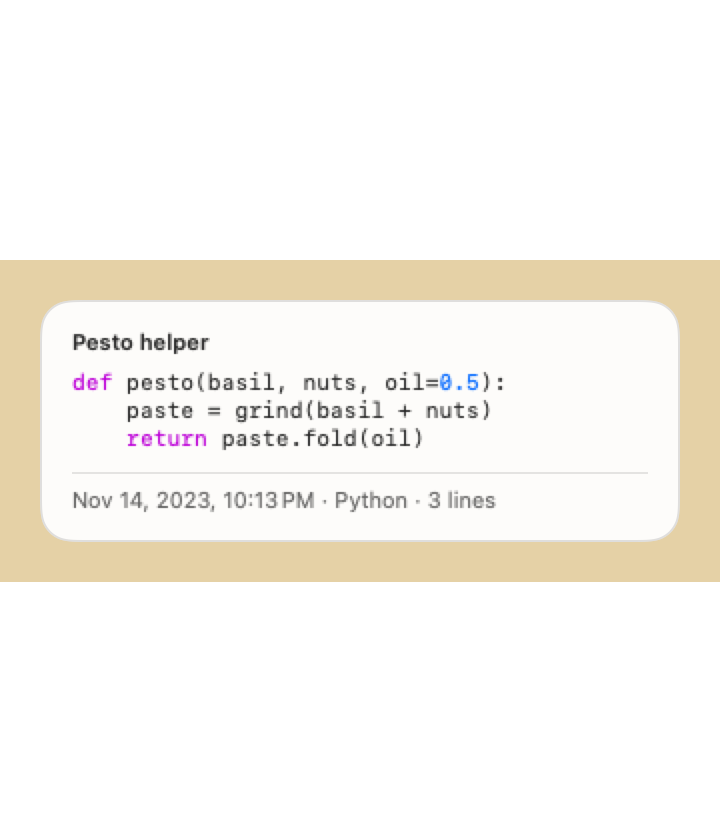 Pesto helper
def pesto(basil, nuts, oil=0.5):
    paste = grind(basil + nuts)
    return paste.fold(oil)
Nov 14, 2023, 10:13 PM · Python · 3 lines